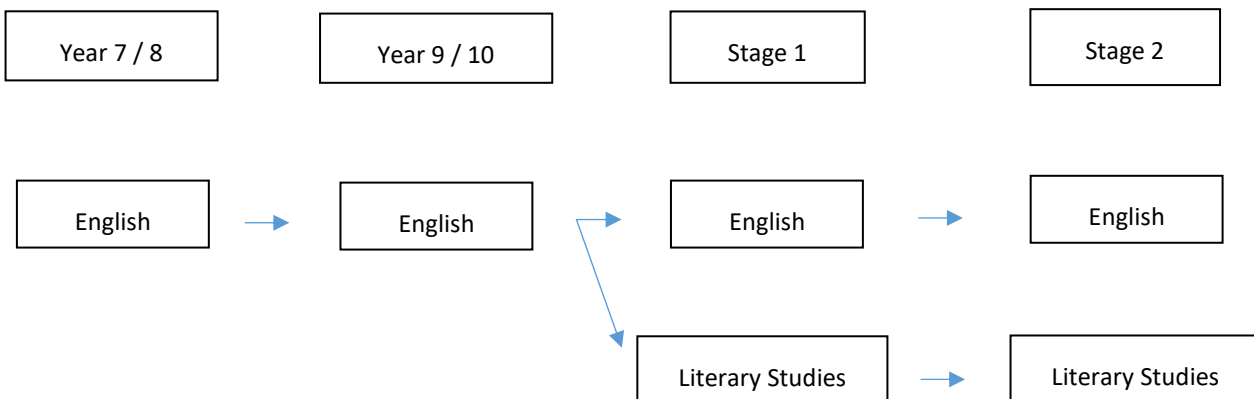 Year 7 / 8
Year 9 / 10
Stage 1
Stage 2
English
English
English
English
Literary Studies
Literary Studies